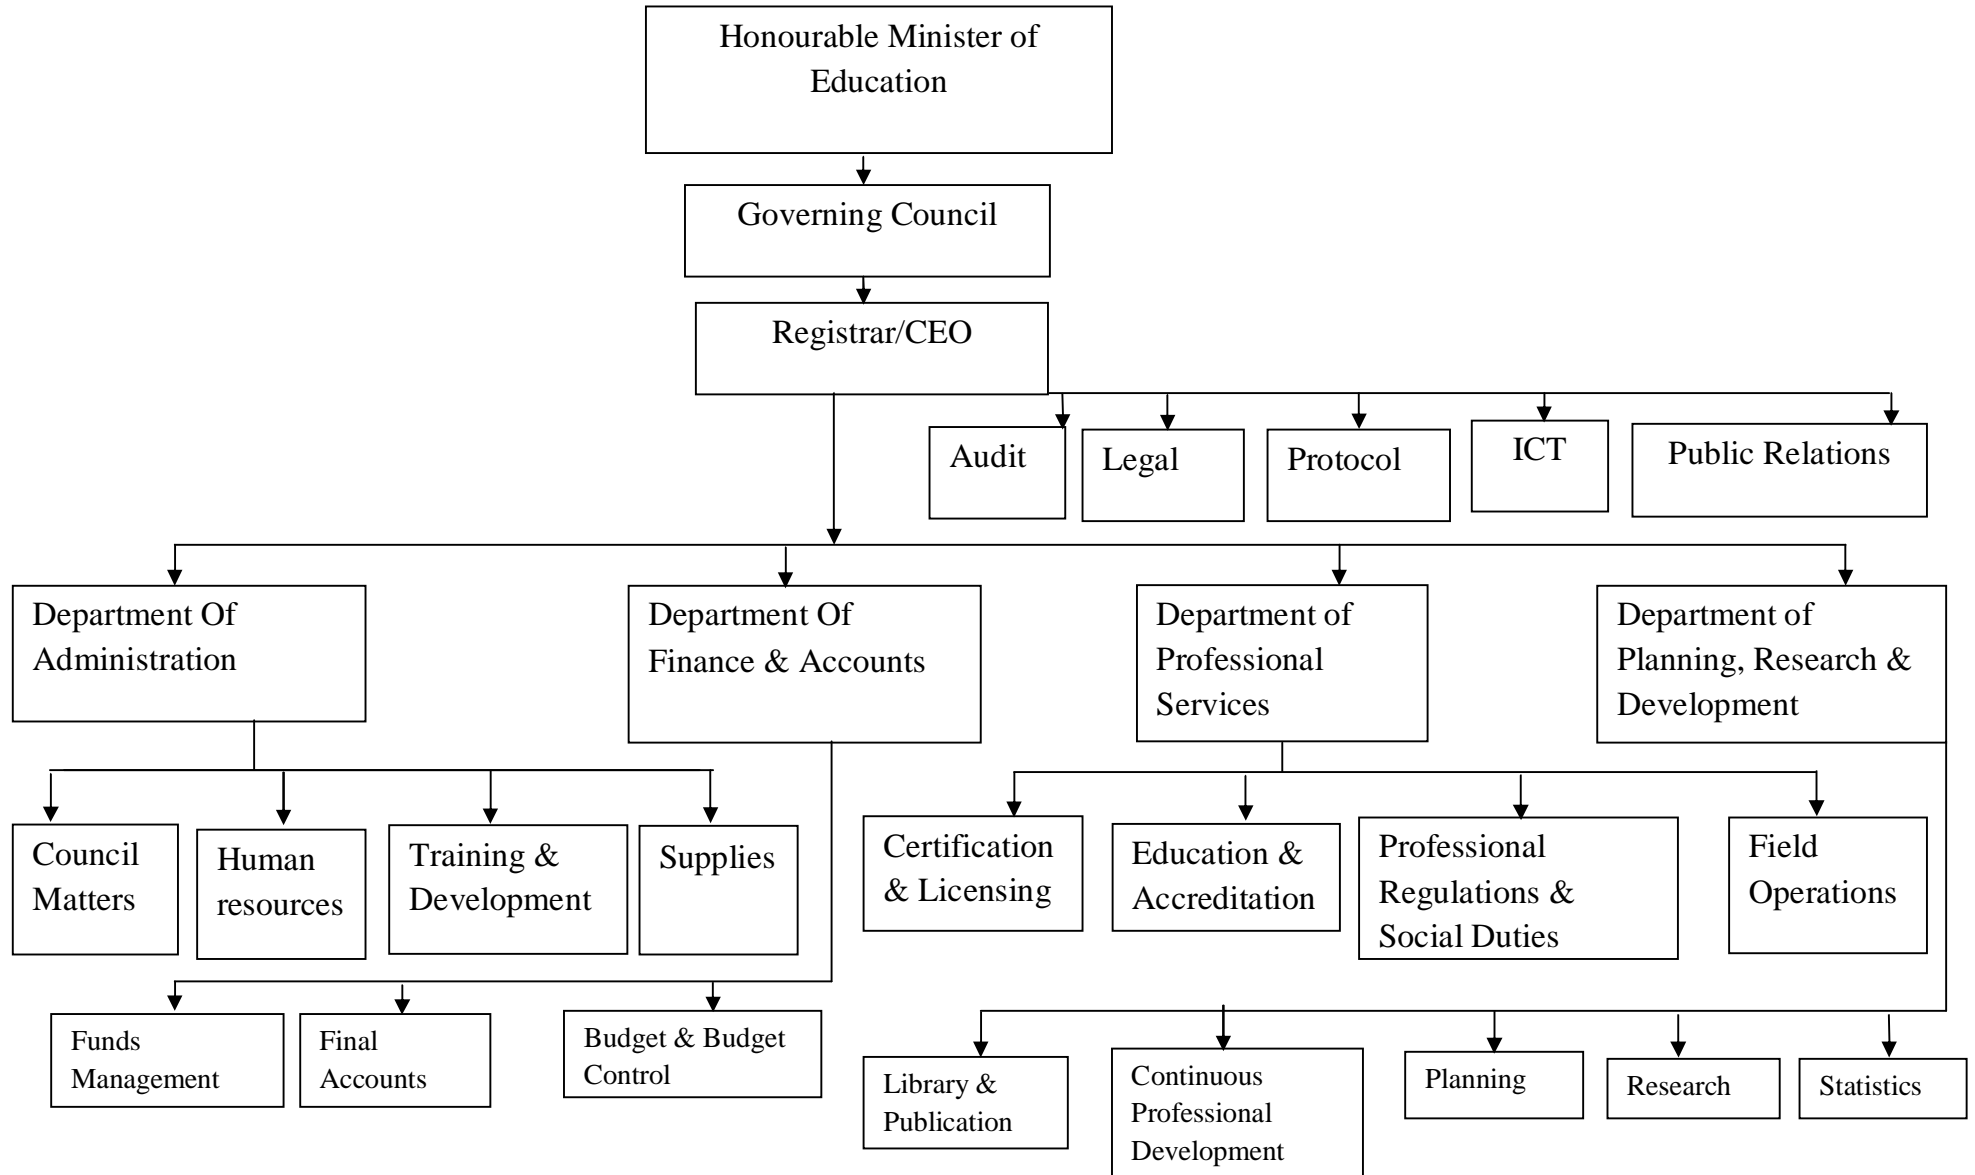 Honourable Minister of
Education
Governing Council
Registrar/CEO
Audit
Legal
Protocol
ICT
Public Relations
Department Of
Administration
Department Of
Finance & Accounts
Department of
Professional
Services
Department of
Planning, Research &
Development
Council
Matters
Human
resources
Training &
Development
Supplies
Certification
& Licensing
Education &
Accreditation
Professional
Regulations &
Social Duties
Field
Operations
Funds
Management
Final
Accounts
Budget & Budget
Control
Library &
Publication
Continuous
Professional
Development
Planning
Research
Statistics